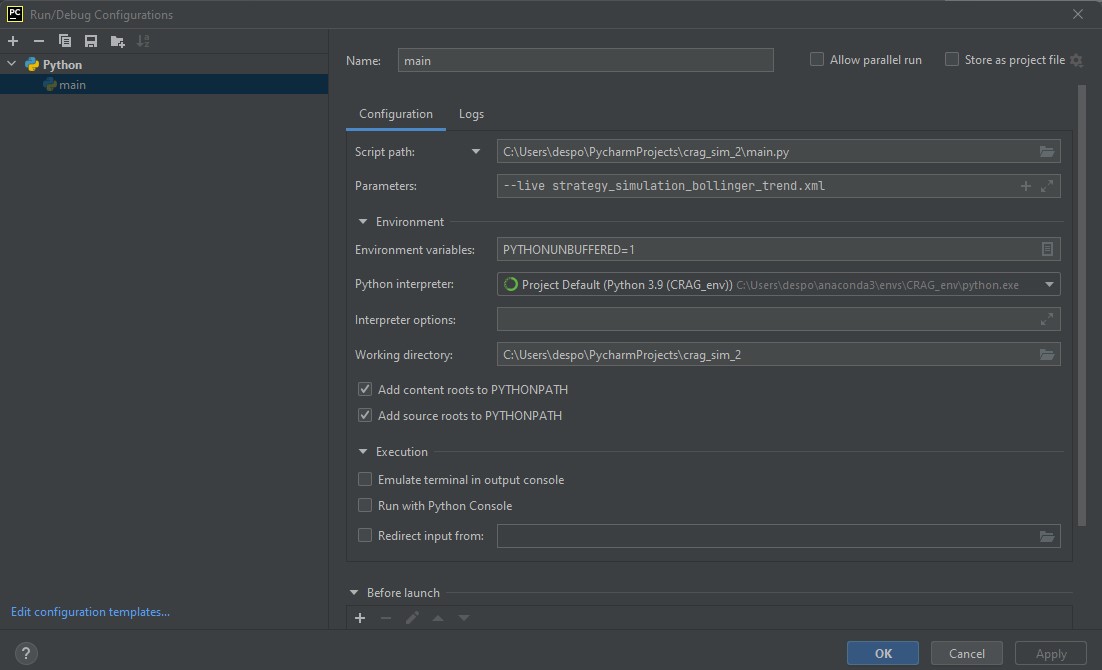 PC Run/Debug Configurations
Python
main
Name: main
Allow parallel run
Store as project file
Configuration Logs
Script path: C:\Users\despo\PycharmProjects\crag_sim_2\main.py
Parameters: --live strategy_simulation_bollinger_trend.xml
Environment
Environment variables: PYTHONUNBUFFERED=1
Python interpreter: Project Default (Python 3.9 (CRAG_env)) C:\Users\despo\anaconda3\envs\CRAG_env\python.exe
Interpreter options:
Working directory: C:\Users\despo\PycharmProjects\crag_sim_2
Add content roots to PYTHONPATH
Add source roots to PYTHONPATH
Execution
Emulate terminal in output console
Run with Python Console
Redirect input from:
Before launch
Edit configuration templates...
? OK Cancel Apply